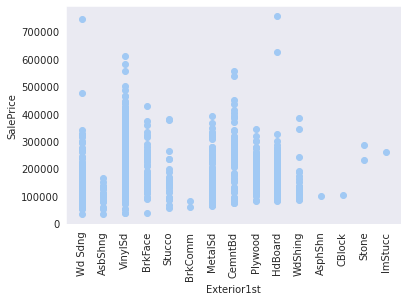 700000
600000
500000
400000
300000
200000
100000
0
SalePrice
Wd Sdng
AsbShng
VinylSd
BrkFace
Stucco
BrkComm
MetalSd
CemntBd
Plywood
HdBoard
WdShing
AsphShn
CBlock
Stone
ImStucc
Exterior1st